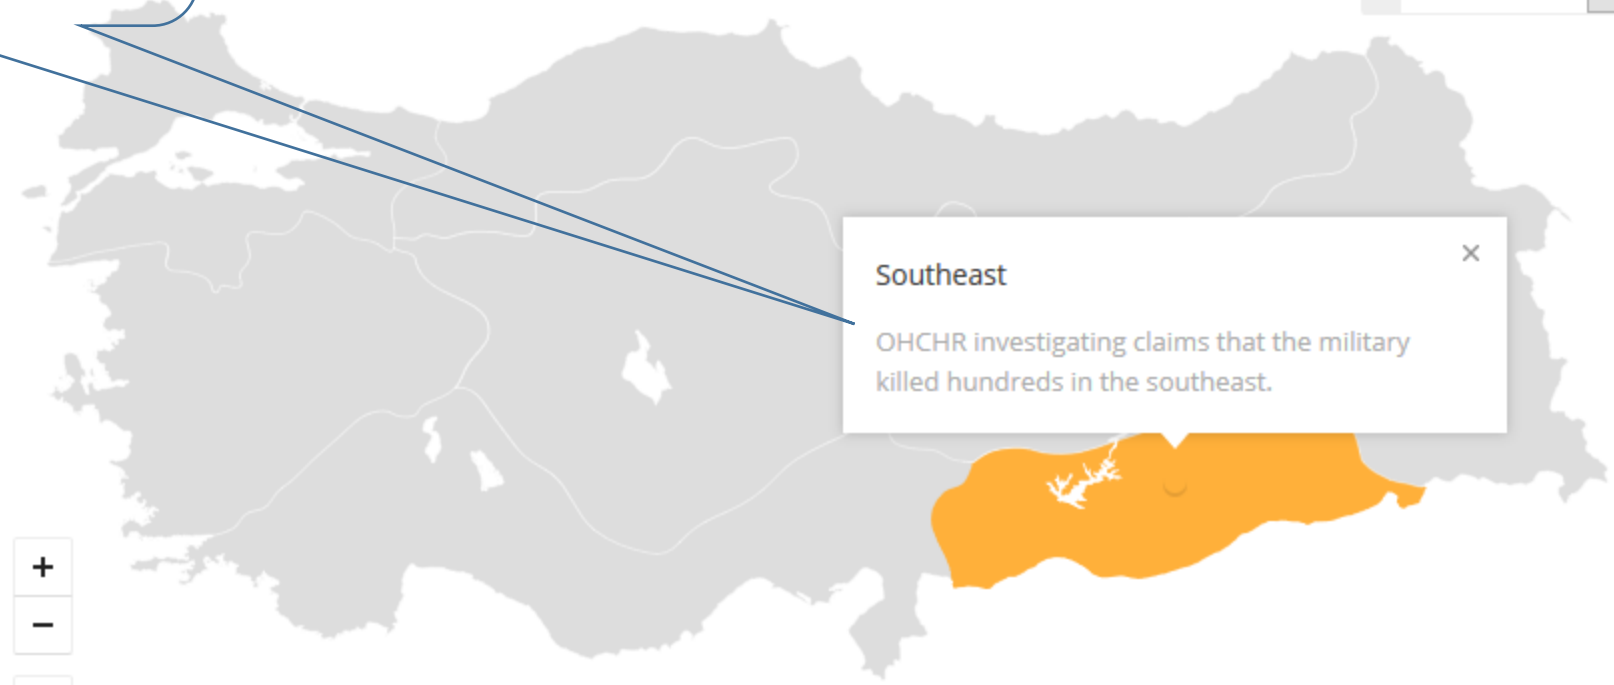 Southeast
×
OHCHR investigating claims that the military
killed hundreds in the southeast.
+
−